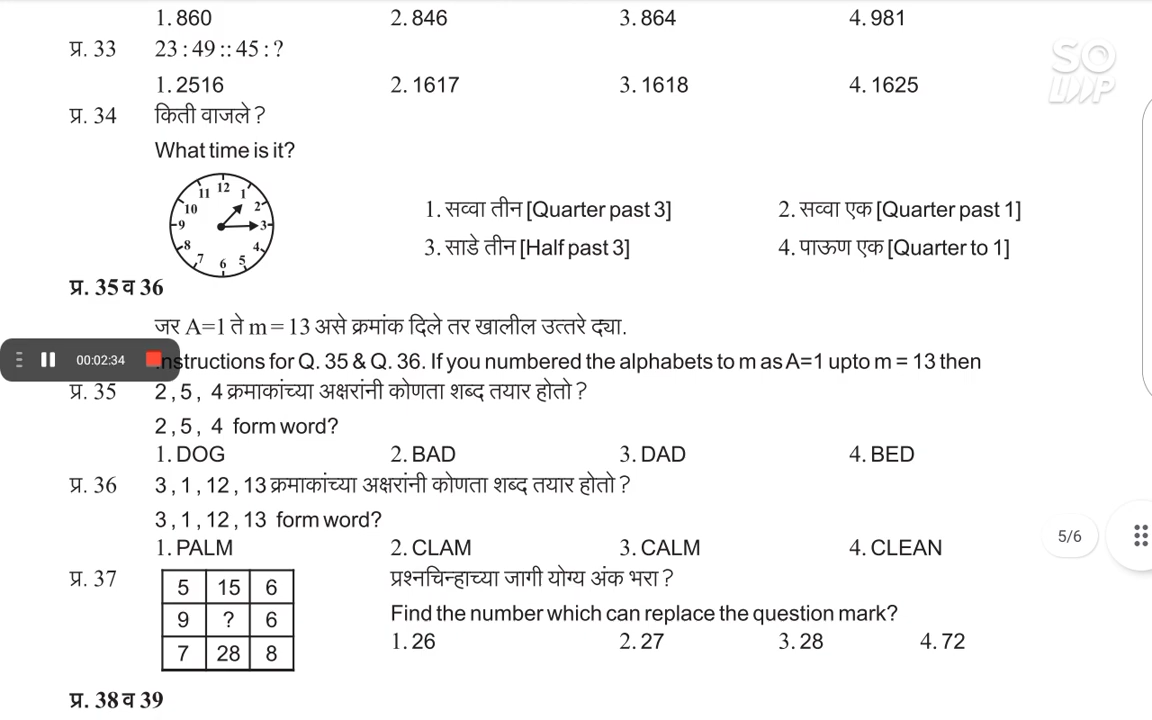 1. 860 2. 846 3. 864 4. 981
प्र. 33 23 : 49 :: 45 : ?
1. 2516 2. 1617 3. 1618 4. 1625
प्र. 34 किती वाजले ?
What time is it?
12
11 1
10 2
9 3
8 4
7 6 5
1. सव्वा तीन [Quarter past 3] 2. सव्वा एक [Quarter past 1]
3. साडे तीन [Half past 3] 4. पाऊण एक [Quarter to 1]
प्र. 35 व 36
जर A=1 ते m = 13 असे क्रमांक दिले तर खालील उत्तरे द्या.
00:02:34 nstructions for Q. 35 & Q. 36. If you numbered the alphabets to m as A=1 upto m = 13 then
प्र. 35 2 , 5 , 4 क्रमाकांच्या अक्षरांनी कोणता शब्द तयार होतो ?
2 , 5 , 4 form word?
1. DOG 2. BAD 3. DAD 4. BED
प्र. 36 3 , 1 , 12 , 13 क्रमाकांच्या अक्षरांनी कोणता शब्द तयार होतो ?
3 , 1 , 12 , 13 form word?
1. PALM 2. CLAM 3. CALM 4. CLEAN
5/6
प्र. 37 प्रश्नचिन्हाच्या जागी योग्य अंक भरा ?
5 15 6
Find the number which can replace the question mark?
9 ? 6
1. 26 2. 27 3. 28 4. 72
7 28 8
प्र. 38 व 39